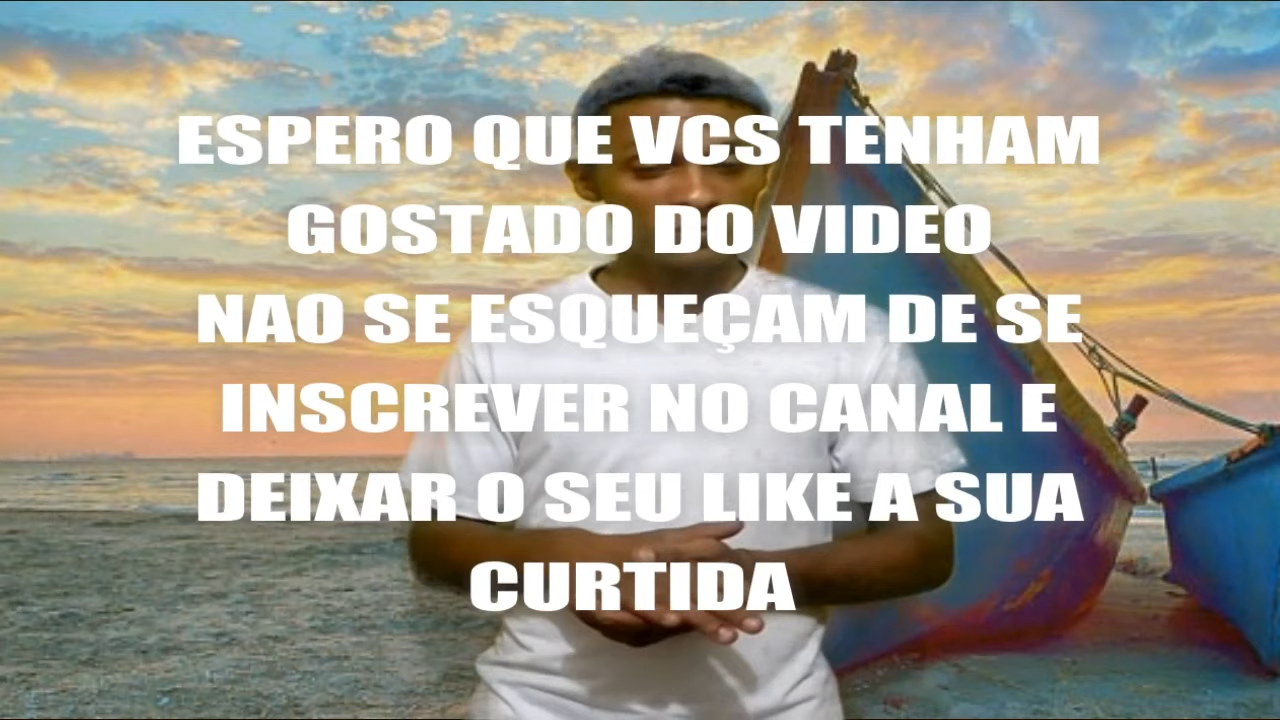 ESPERO QUE VCS TENHAM
GOSTADO DO VIDEO
NAO SE ESQUEÇAM DE SE
INSCREVER NO CANAL E
DEIXAR O SEU LIKE A SUA
CURTIDA